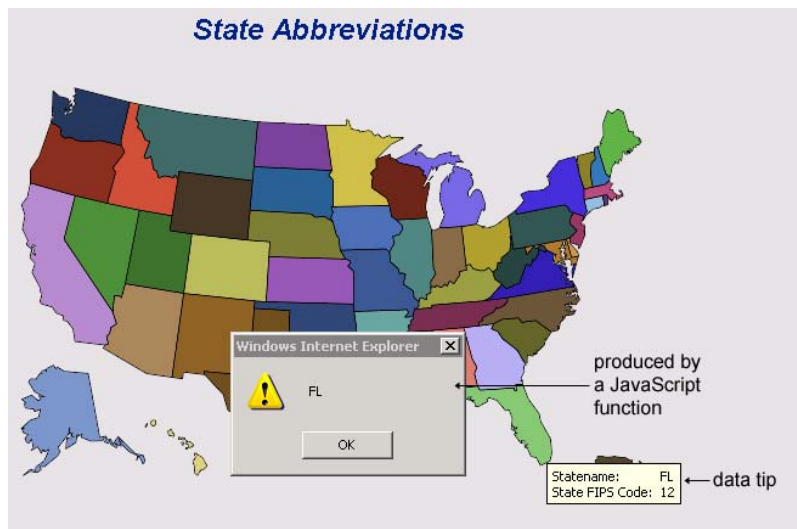 State Abbreviations
Windows Internet Explorer
FL
OK
produced by
a JavaScript
function
Statename: FL
State FIPS Code: 12
data tip